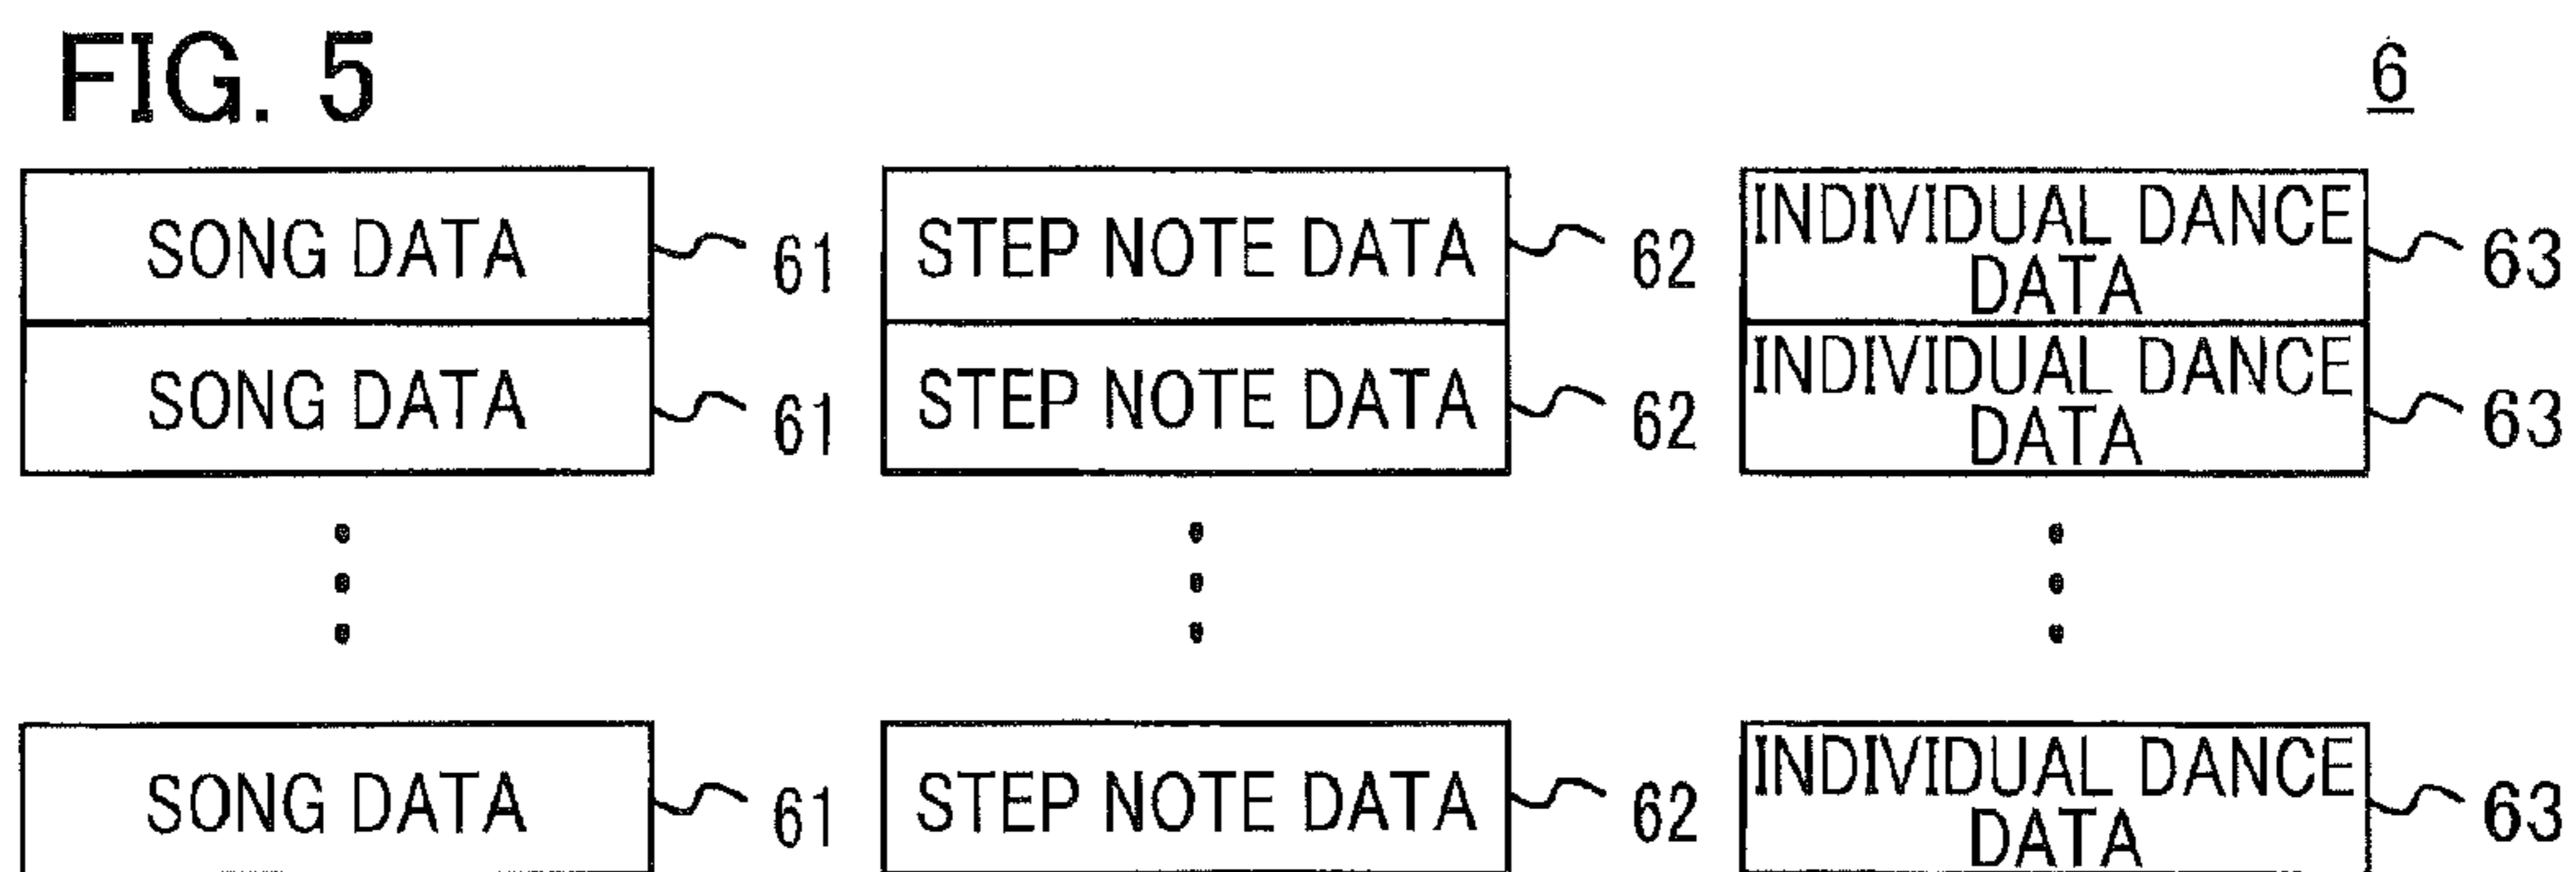 FIG. 5
6
SONG DATA 61 STEP NOTE DATA 62 INDIVIDUAL DANCE DATA 63
SONG DATA 61 STEP NOTE DATA 62 INDIVIDUAL DANCE DATA 63
SONG DATA 61 STEP NOTE DATA 62 INDIVIDUAL DANCE DATA 63